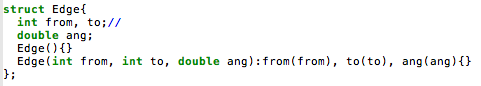 struct Edge{
  int from, to;//
  double ang;
  Edge(){}
  Edge(int from, int to, double ang):from(from), to(to), ang(ang){}
};